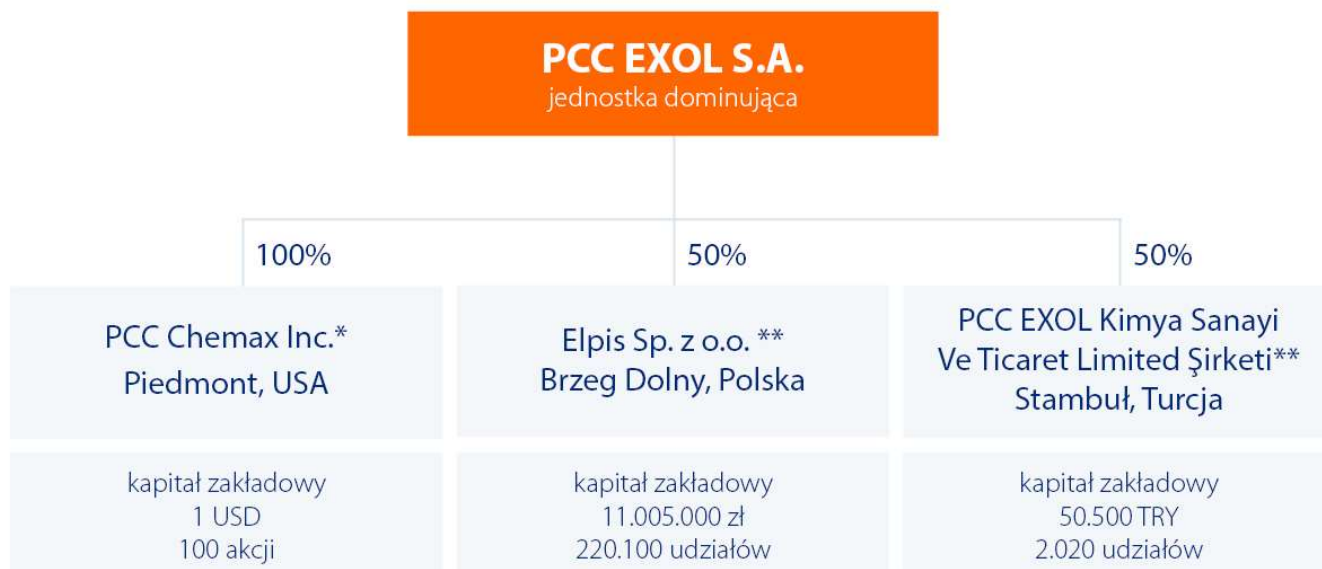 PCC EXOL S.A.
jednostka dominująca
100%
50%
50%
PCC Chemax Inc.*
Piedmont, USA
Elpis Sp. z o.o. **
Brzeg Dolny, Polska
PCC EXOL Kimya Sanayi
Ve Ticaret Limited Şirketi**
Stambuł, Turcja
kapitał zakładowy
1 USD
100 akcji
kapitał zakładowy
11.005.000 zł
220.100 udziałów
kapitał zakładowy
50.500 TRY
2.020 udziałów